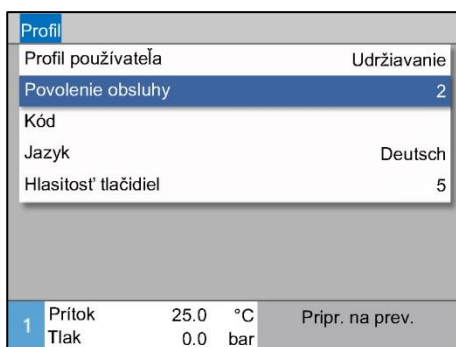 Profil
Profil používateľa Udržiavanie
Povolenie obsluhy 2
Kód
Jazyk Deutsch
Hlasitosť tlačidiel 5
1 Prítok 25.0 °C Pripr. na prev.
Tlak 0.0 bar